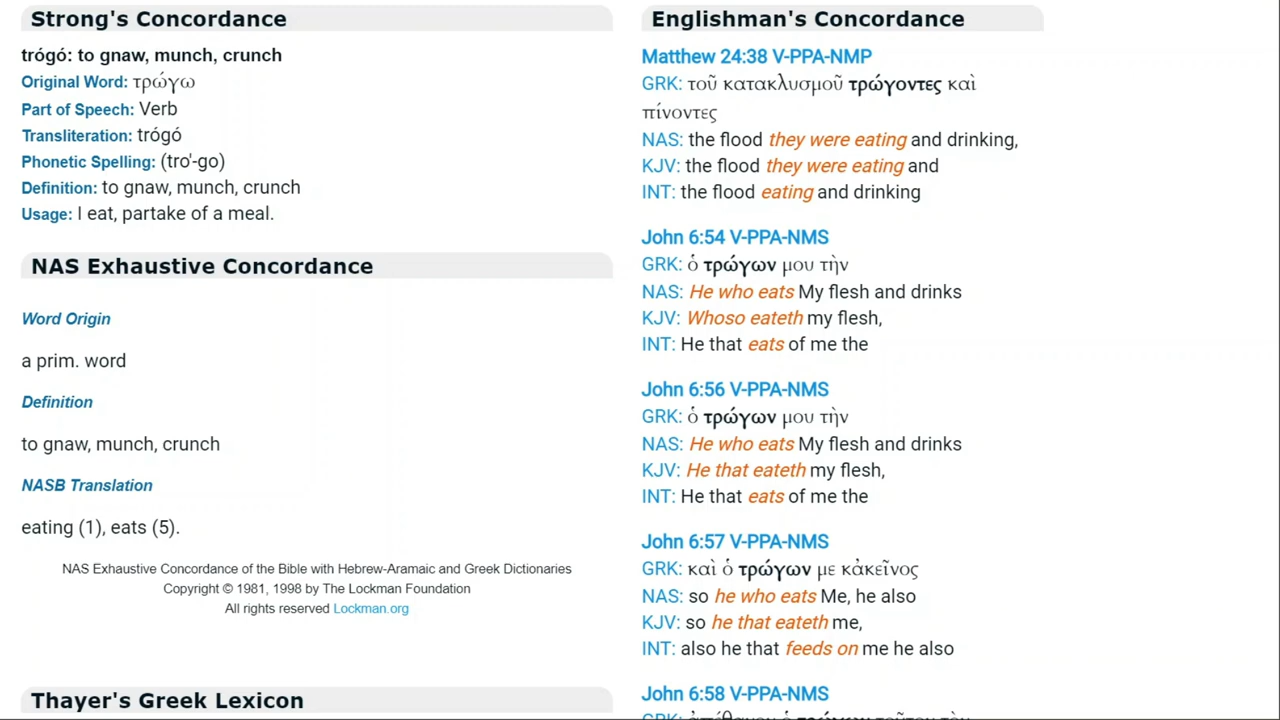 Strong's Concordance
trógó: to gnaw, munch, crunch
Original Word: τρώγω
Part of Speech: Verb
Transliteration: trógó
Phonetic Spelling: (tro'-go)
Definition: to gnaw, munch, crunch
Usage: I eat, partake of a meal.
NAS Exhaustive Concordance
Word Origin
a prim. word
Definition
to gnaw, munch, crunch
NASB Translation
eating (1), eats (5).
NAS Exhaustive Concordance of the Bible with Hebrew-Aramaic and Greek Dictionaries
Copyright © 1981, 1998 by The Lockman Foundation
All rights reserved Lockman.org
Thayer's Greek Lexicon
Englishman's Concordance
Matthew 24:38 V-PPA-NMP
GRK: τοῦ κατακλυσμοῦ τρώγοντες καὶ
πίνοντες
NAS: the flood they were eating and drinking,
KJV: the flood they were eating and
INT: the flood eating and drinking
John 6:54 V-PPA-NMS
GRK: ὁ τρώγων μου τὴν
NAS: He who eats My flesh and drinks
KJV: Whoso eateth my flesh,
INT: He that eats of me the
John 6:56 V-PPA-NMS
GRK: ὁ τρώγων μου τὴν
NAS: He who eats My flesh and drinks
KJV: He that eateth my flesh,
INT: He that eats of me the
John 6:57 V-PPA-NMS
GRK: καὶ ὁ τρώγων με κἀκεῖνος
NAS: so he who eats Me, he also
KJV: so he that eateth me,
INT: also he that feeds on me he also
John 6:58 V-PPA-NMS